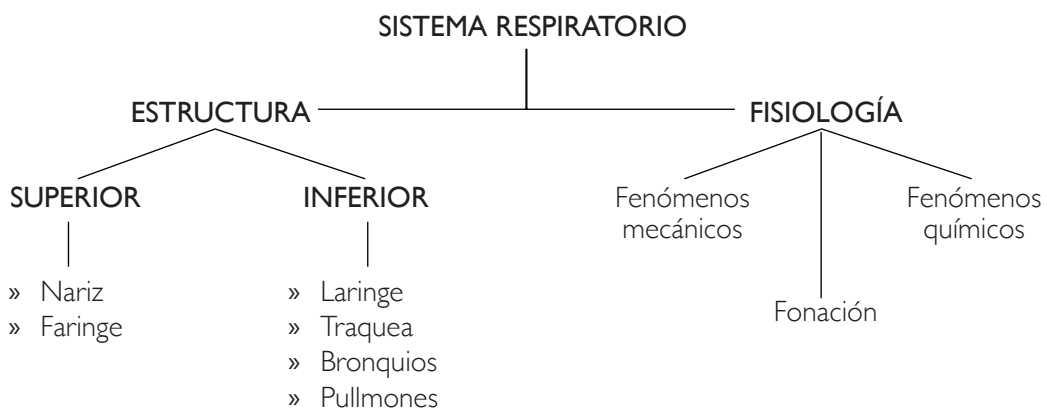 SISTEMA RESPIRATORIO
ESTRUCTURA
FISIOLOGÍA
SUPERIOR
INFERIOR
Fenómenos
mecánicos
Fenómenos
químicos
» Nariz
» Faringe
» Laringe
» Traquea
» Bronquios
» Pullmones
Fonación